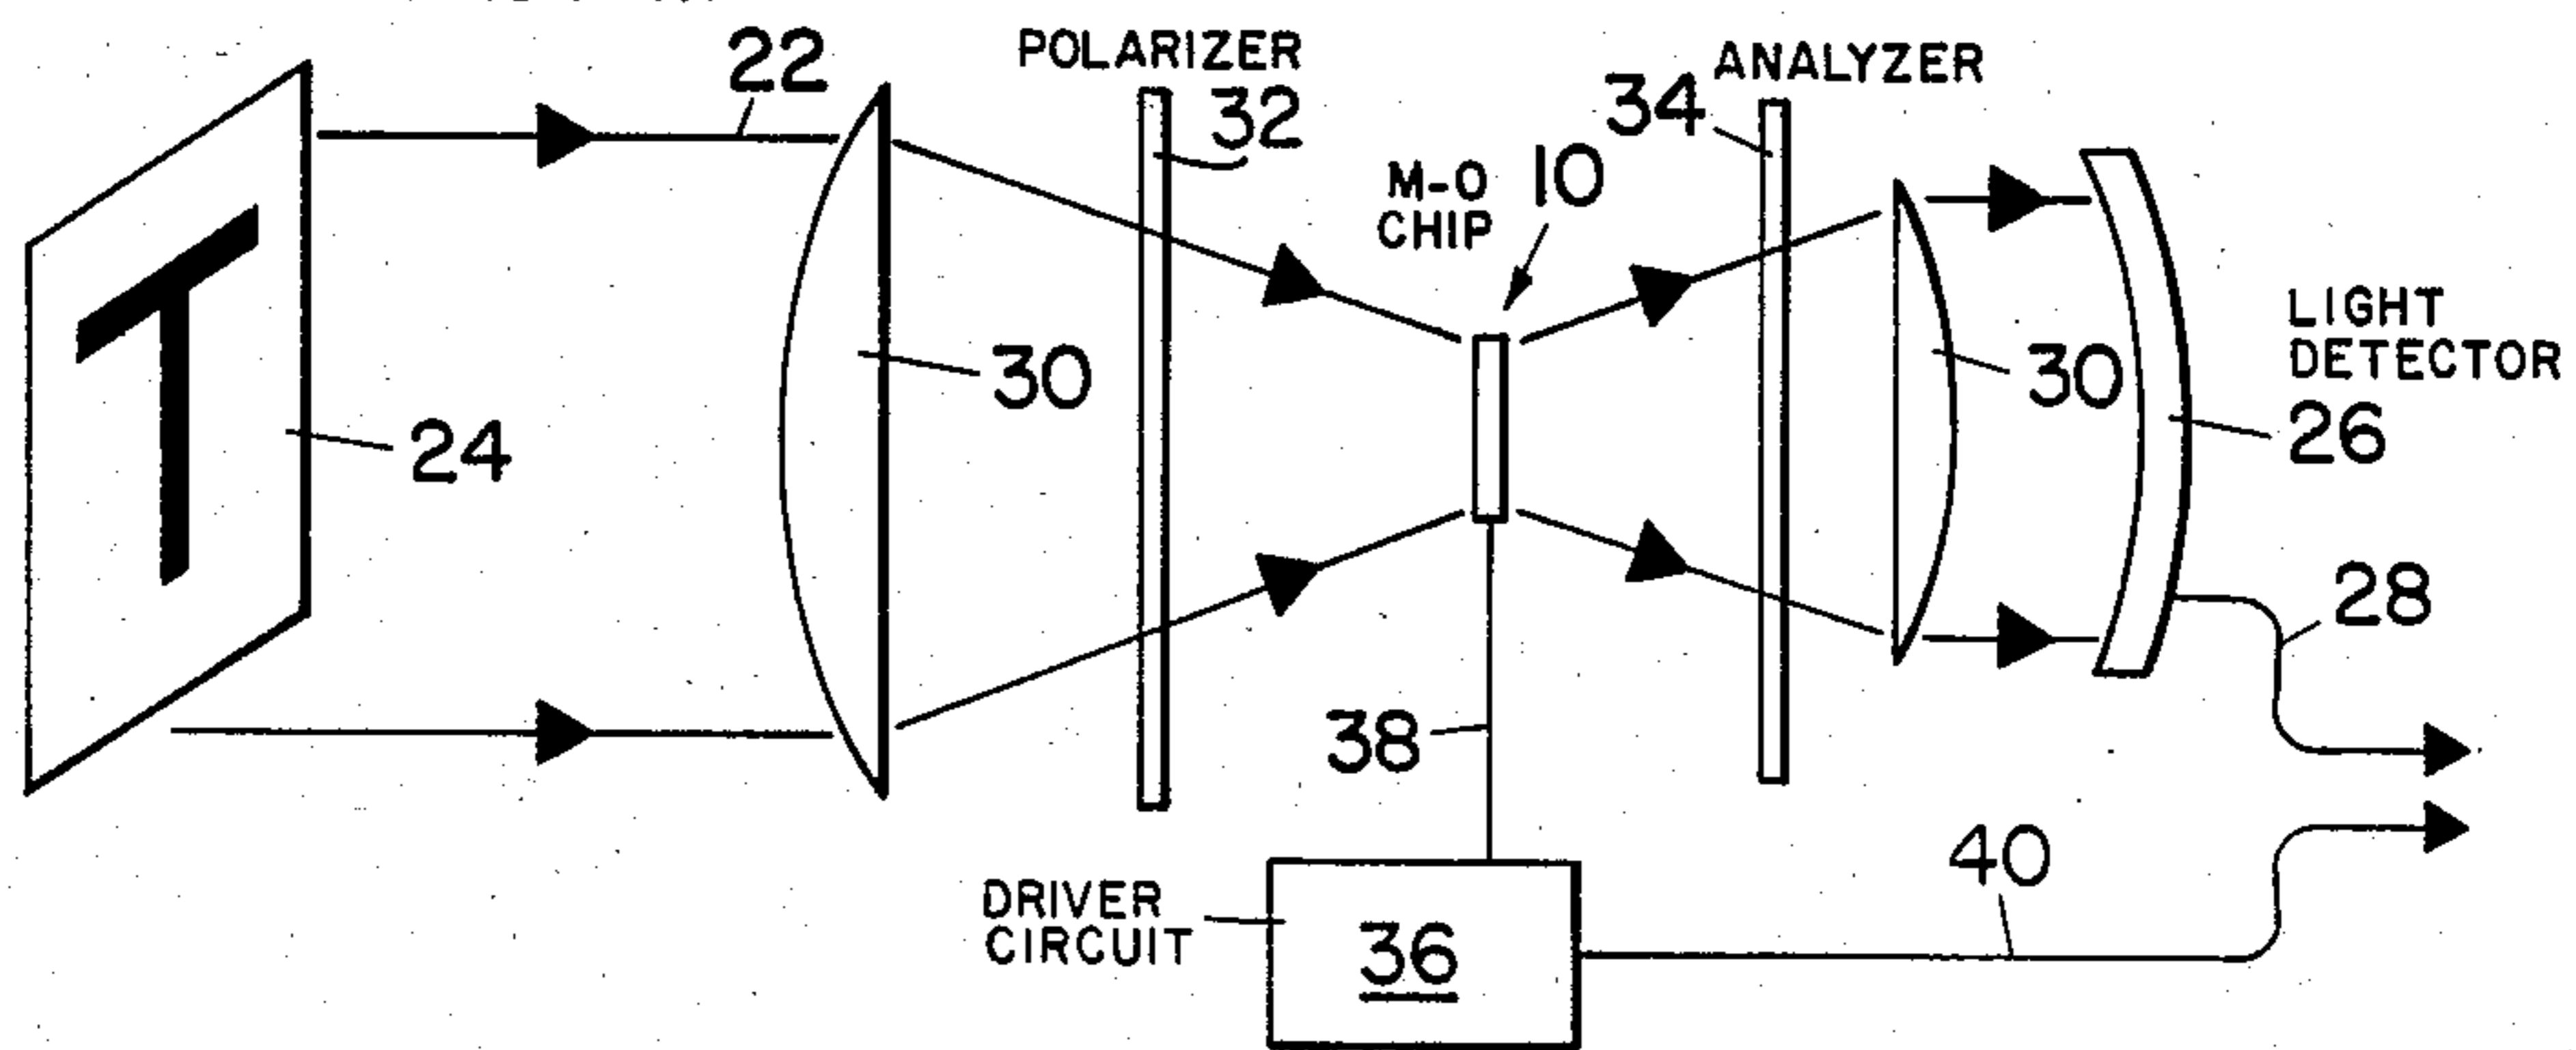 22
POLARIZER
32
ANALYZER
34
M-O
CHIP
10
T
24
30
30
LIGHT
DETECTOR
26
28
38
40
DRIVER
CIRCUIT
36